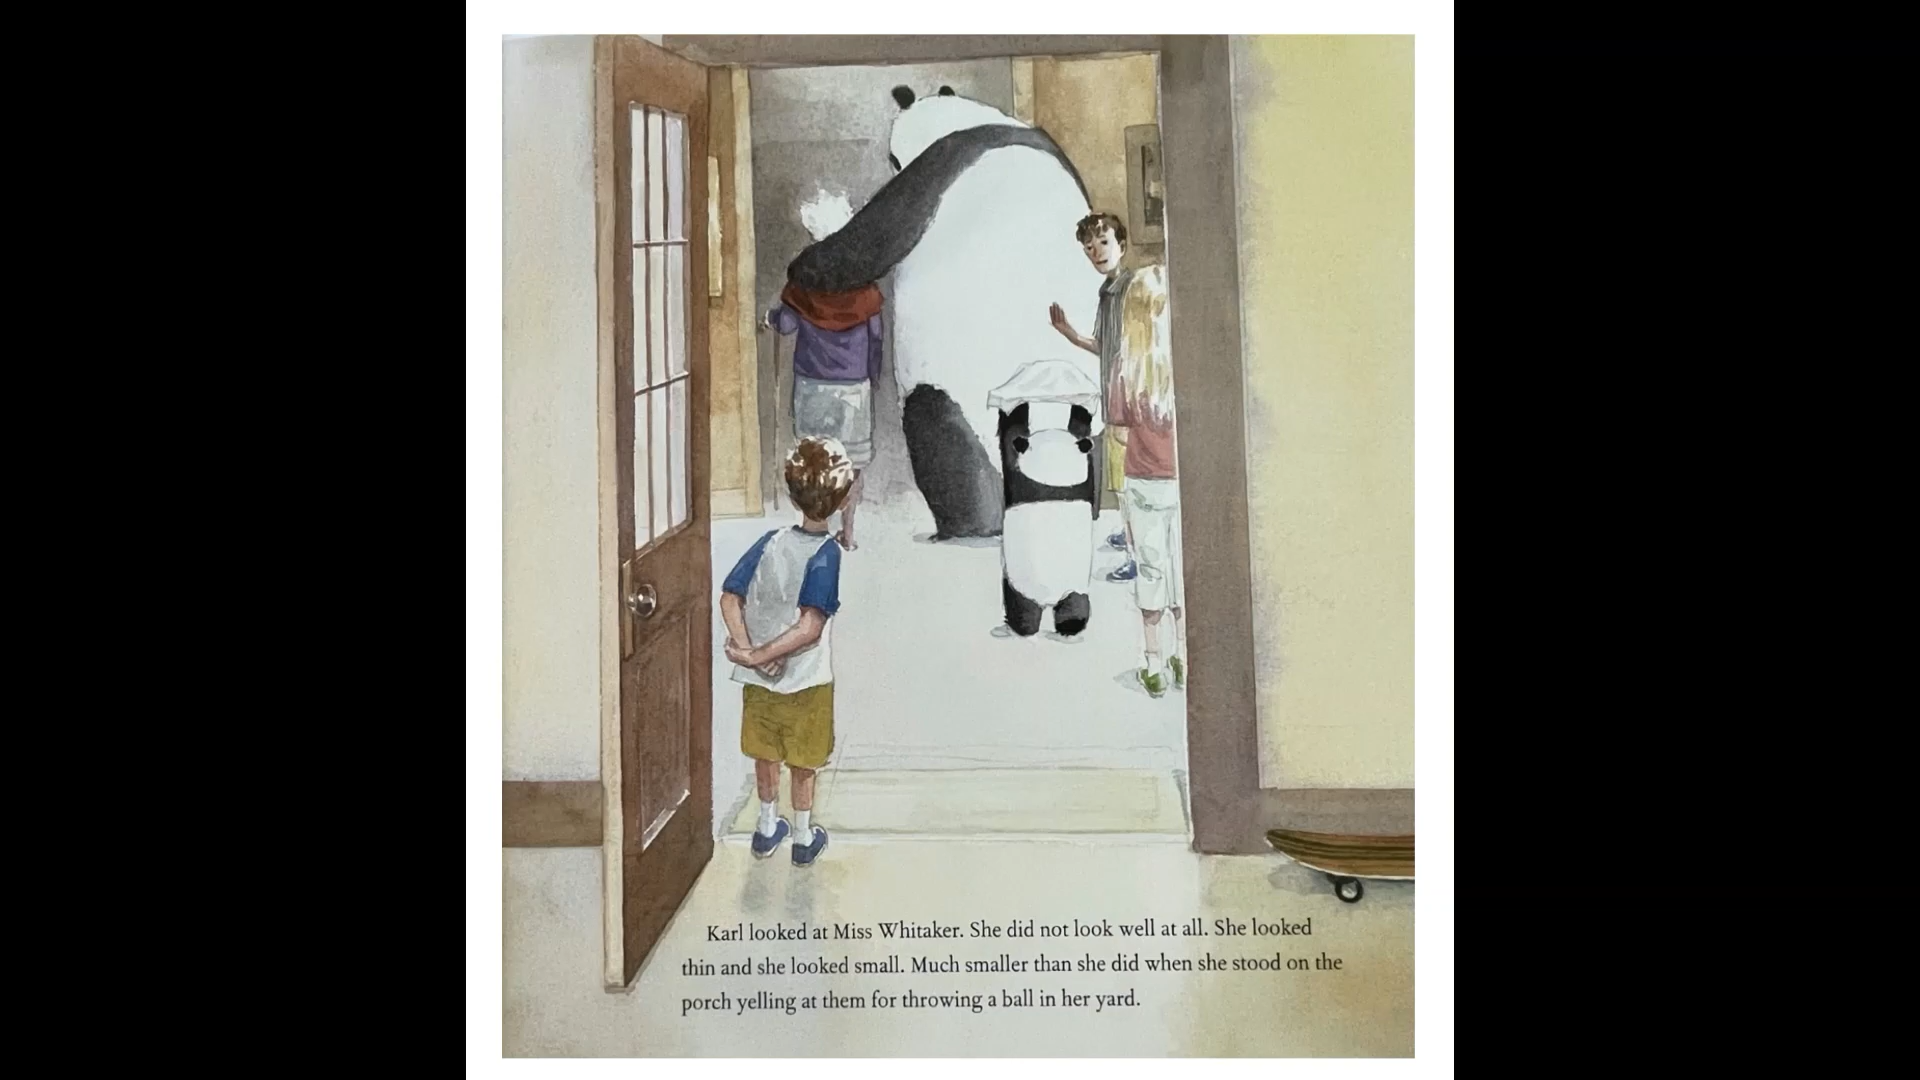 Karl looked at Miss Whitaker. She did not look well at all. She looked
thin and she looked small. Much smaller than she did when she stood on the
porch yelling at them for throwing a ball in her yard.